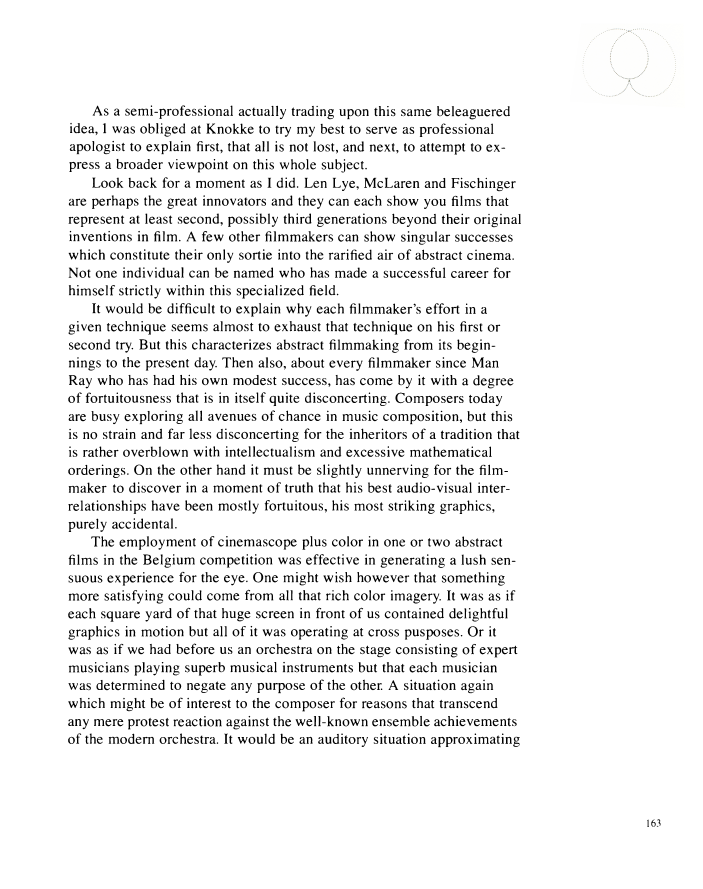 As a semi-professional actually trading upon this same beleaguered
idea, I was obliged at Knokke to try my best to serve as professional
apologist to explain first, that all is not lost, and next, to attempt to ex-
press a broader viewpoint on this whole subject.
Look back for a moment as I did. Len Lye, McLaren and Fischinger
are perhaps the great innovators and they can each show you films that
represent at least second, possibly third generations beyond their original
inventions in film. A few other filmmakers can show singular successes
which constitute their only sortie into the rarified air of abstract cinema.
Not one individual can be named who has made a successful career for
himself strictly within this specialized field.
It would be difficult to explain why each filmmaker's effort in a
given technique seems almost to exhaust that technique on his first or
second try. But this characterizes abstract filmmaking from its begin-
nings to the present day. Then also, about every filmmaker since Man
Ray who has had his own modest success, has come by it with a degree
of fortuitousness that is in itself quite disconcerting. Composers today
are busy exploring all avenues of chance in music composition, but this
is no strain and far less disconcerting for the inheritors of a tradition that
is rather overblown with intellectualism and excessive mathematical
orderings. On the other hand it must be slightly unnerving for the film-
maker to discover in a moment of truth that his best audio-visual inter-
relationships have been mostly fortuitous, his most striking graphics,
purely accidental.
The employment of cinemascope plus color in one or two abstract
films in the Belgium competition was effective in generating a lush sen-
suous experience for the eye. One might wish however that something
more satisfying could come from all that rich color imagery. It was as if
each square yard of that huge screen in front of us contained delightful
graphics in motion but all of it was operating at cross pusposes. Or it
was as if we had before us an orchestra on the stage consisting of expert
musicians playing superb musical instruments but that each musician
was determined to negate any purpose of the other. A situation again
which might be of interest to the composer for reasons that transcend
any mere protest reaction against the well-known ensemble achievements
of the modern orchestra. It would be an auditory situation approximating
163